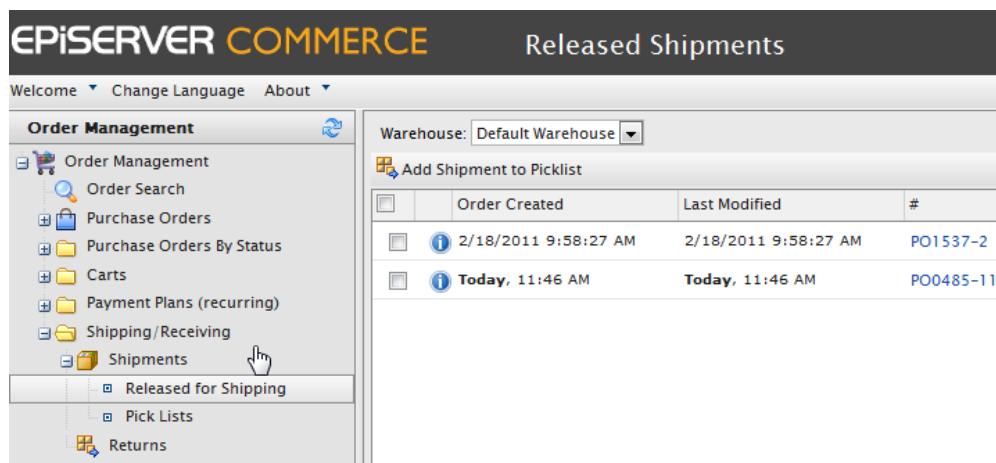 EPiSERVER COMMERCE Released Shipments
Welcome Change Language About
Order Management
Order Management
Order Search
Purchase Orders
Purchase Orders By Status
Carts
Payment Plans (recurring)
Shipping/Receiving
Shipments
Released for Shipping
Pick Lists
Returns
Warehouse: Default Warehouse
Add Shipment to Picklist
Order Created Last Modified #
2/18/2011 9:58:27 AM 2/18/2011 9:58:27 AM PO1537-2
Today, 11:46 AM Today, 11:46 AM PO0485-11